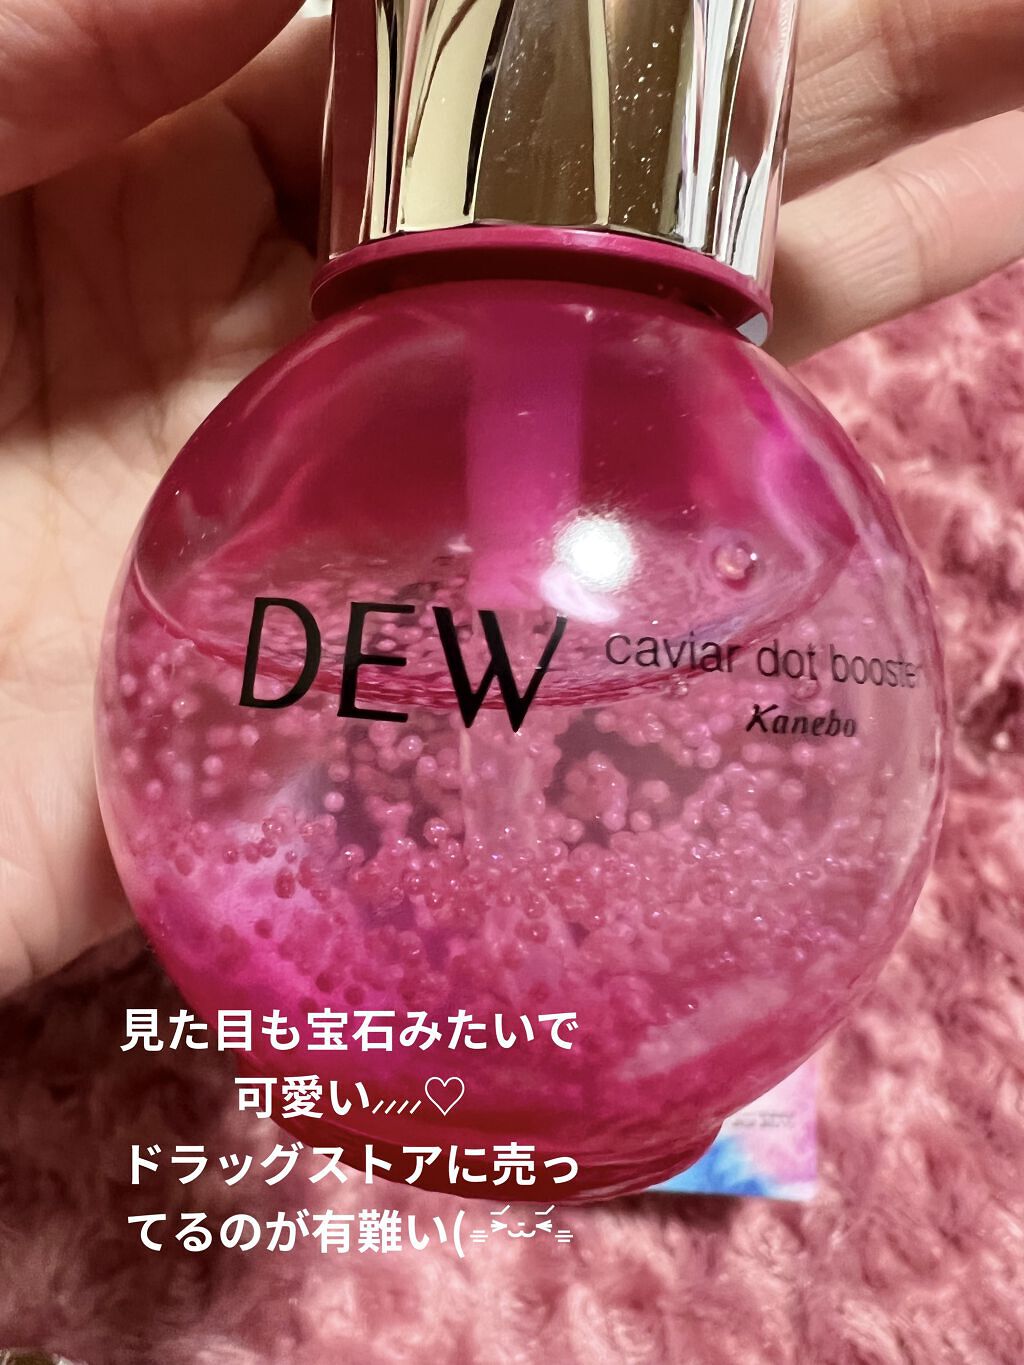 DEW
caviar dot booster
Kanebo
見た目も宝石みたいで
可愛い⸝⸝⸝⸝♡
ドラッグストアに売っ
てるのが有難い(